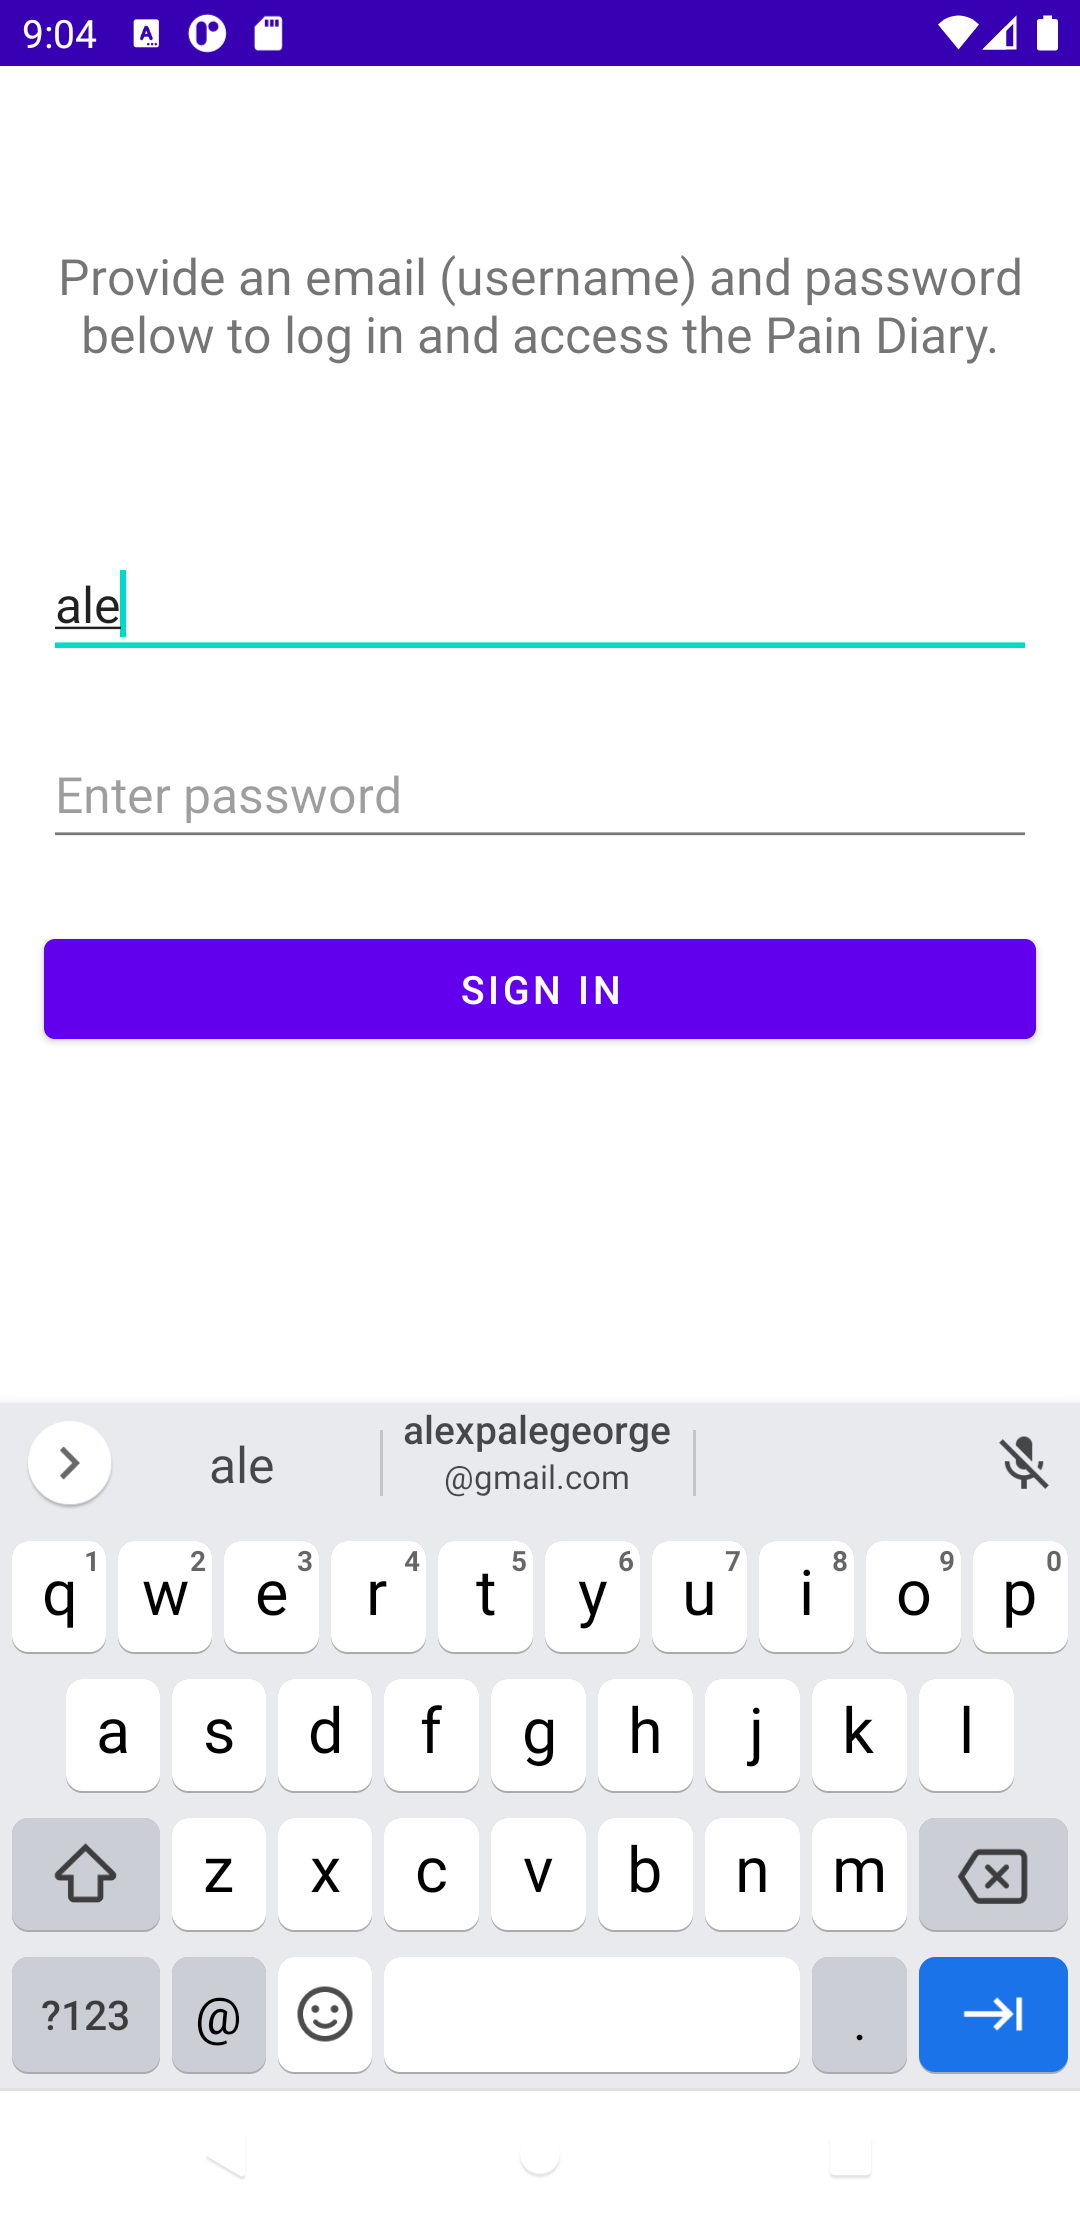 9:04
Provide an email (username) and password
below to log in and access the Pain Diary.
ale
Enter password
SIGN IN
ale
alexpalegeorge
@gmail.com
q 1 w 2 e 3 r 4 t 5 y 6 u 7 i 8 o 9 p 0
a s d f g h j k l
z x c v b n m
?123 @ .